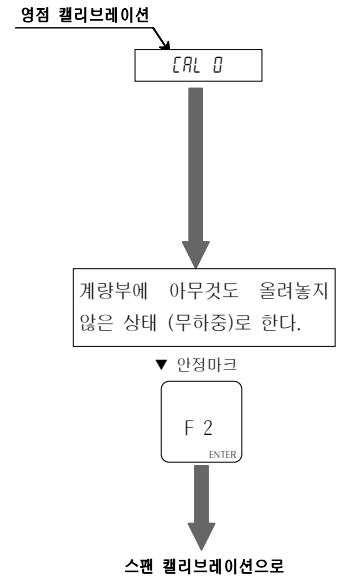 영점 캘리브레이션
CAL 0
계량부에 아무것도 올려놓지
않은 상태 (무하중)로 한다.
▼ 안정마크
F 2
ENTER
스팬 캘리브레이션으로